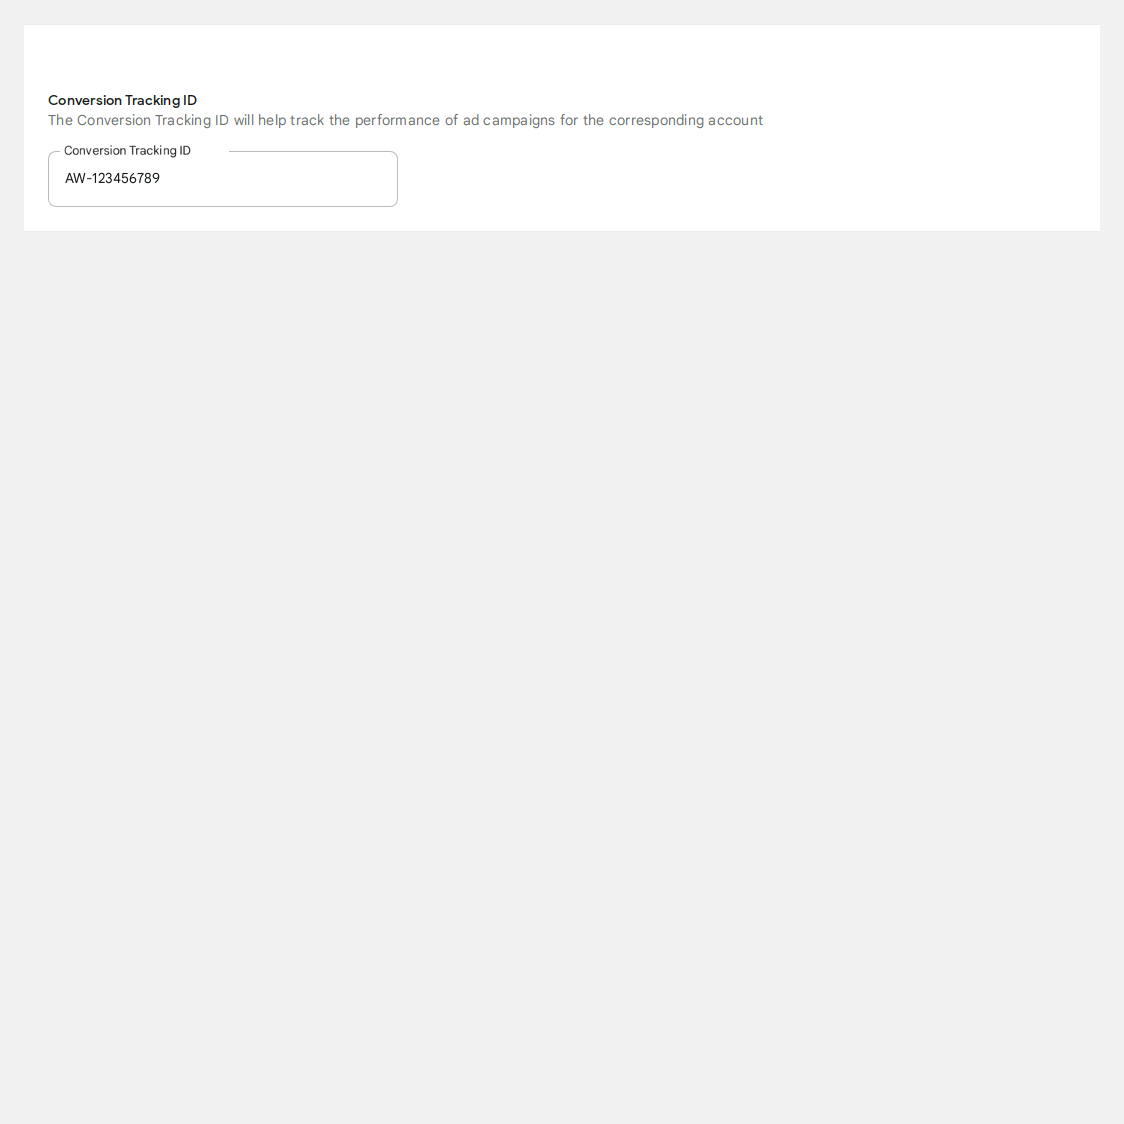 Conversion Tracking ID
The Conversion Tracking ID will help track the performance of ad campaigns for the corresponding account
Conversion Tracking ID
AW-123456789